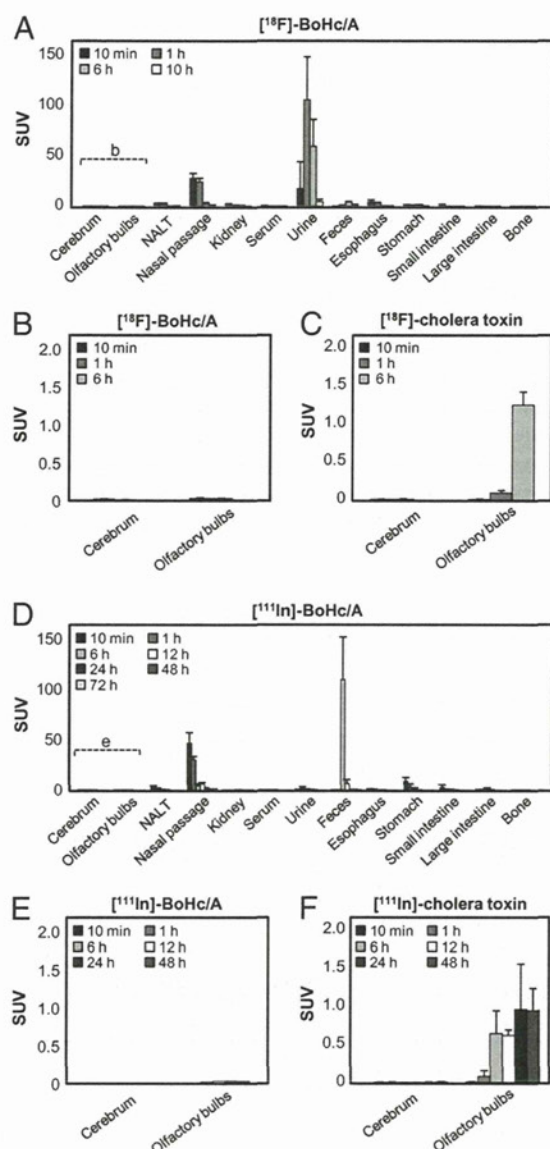 A
[¹⁸F]-BoHc/A
10 min 1 h
6 h 10 h
SUV
150
100
50
0
b
Cerebrum
Olfactory bulbs
NALT
Nasal passage
Kidney
Serum
Urine
Feces
Esophagus
Stomach
Small intestine
Large intestine
Bone
B
[¹⁸F]-BoHc/A
10 min
1 h
6 h
SUV
2.0
1.5
1.0
0.5
0
Cerebrum
Olfactory bulbs
C
[¹⁸F]-cholera toxin
10 min
1 h
6 h
SUV
2.0
1.5
1.0
0.5
0
Cerebrum
Olfactory bulbs
D
[¹¹¹In]-BoHc/A
10 min 1 h
6 h 12 h
24 h 48 h
72 h
SUV
150
100
50
0
e
Cerebrum
Olfactory bulbs
NALT
Nasal passage
Kidney
Serum
Urine
Feces
Esophagus
Stomach
Small intestine
Large intestine
Bone
E
[¹¹¹In]-BoHc/A
10 min 1 h
6 h 12 h
24 h 48 h
SUV
2.0
1.5
1.0
0.5
0
Cerebrum
Olfactory bulbs
F
[¹¹¹In]-cholera toxin
10 min 1 h
6 h 12 h
24 h 48 h
SUV
2.0
1.5
1.0
0.5
0
Cerebrum
Olfactory bulbs